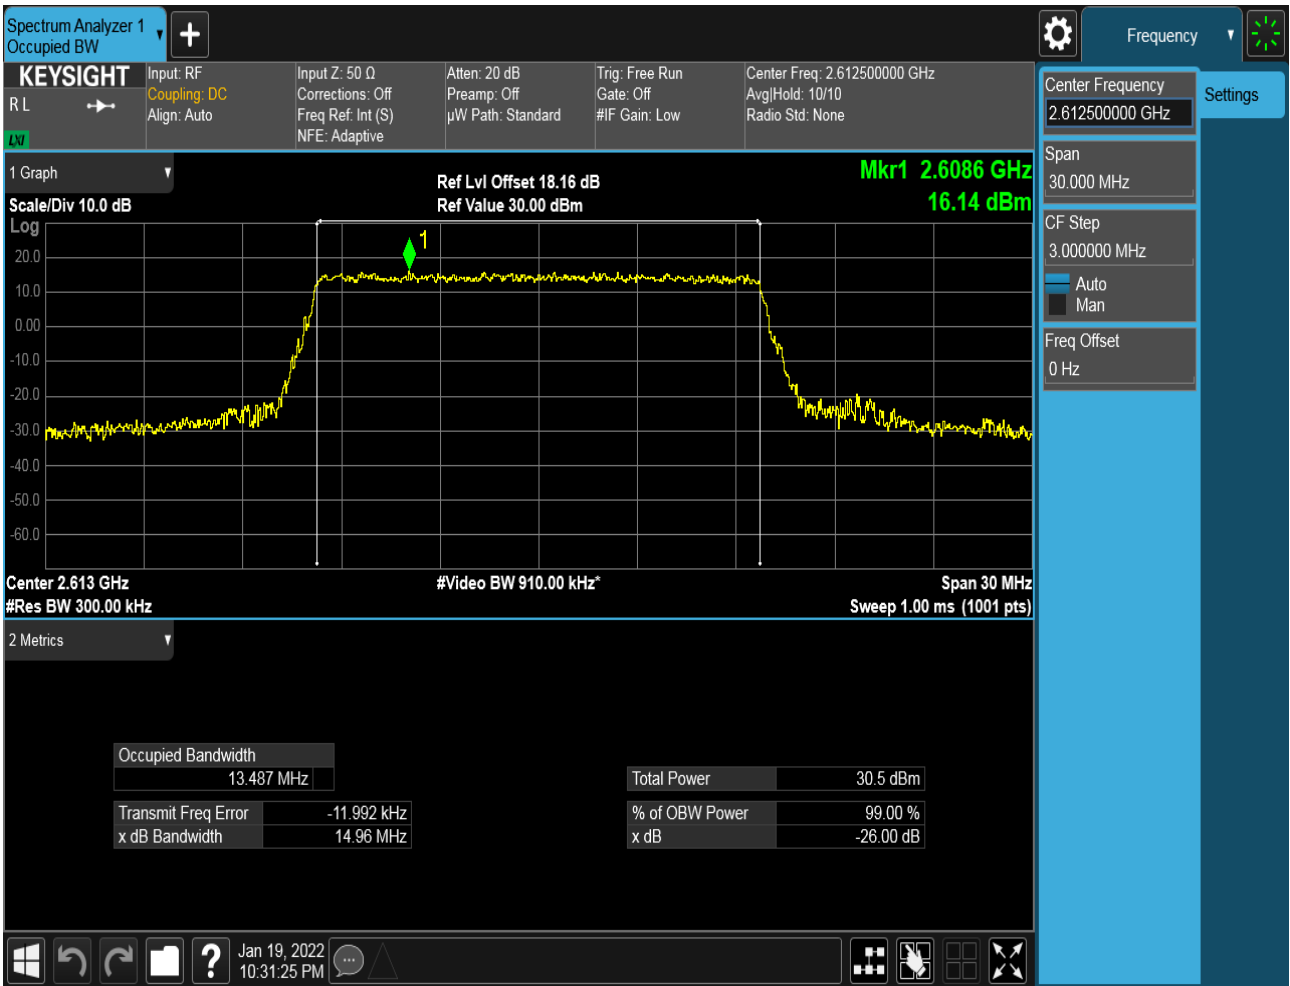 Spectrum Analyzer 1
Occupied BW
+
Frequency
KEYSIGHT
R L
LXI
Input: RF
Coupling: DC
Align: Auto
Input Z: 50 Ω
Corrections: Off
Freq Ref: Int (S)
NFE: Adaptive
Atten: 20 dB
Preamp: Off
µW Path: Standard
Trig: Free Run
Gate: Off
#IF Gain: Low
Center Freq: 2.612500000 GHz
Avg|Hold: 10/10
Radio Std: None
Center Frequency
2.612500000 GHz
Settings
Span
30.000 MHz
CF Step
3.000000 MHz
Auto
Man
Freq Offset
0 Hz
1 Graph
Scale/Div 10.0 dB
Ref Lvl Offset 18.16 dB
Ref Value 30.00 dBm
Mkr1 2.6086 GHz
16.14 dBm
Log
1
20.0
10.0
0.00
-10.0
-20.0
-30.0
-40.0
-50.0
-60.0
Center 2.613 GHz
#Res BW 300.00 kHz
#Video BW 910.00 kHz*
Span 30 MHz
Sweep 1.00 ms (1001 pts)
2 Metrics
Occupied Bandwidth
13.487 MHz
Transmit Freq Error -11.992 kHz
x dB Bandwidth 14.96 MHz
Total Power 30.5 dBm
% of OBW Power 99.00 %
x dB -26.00 dB
?
Jan 19, 2022
10:31:25 PM